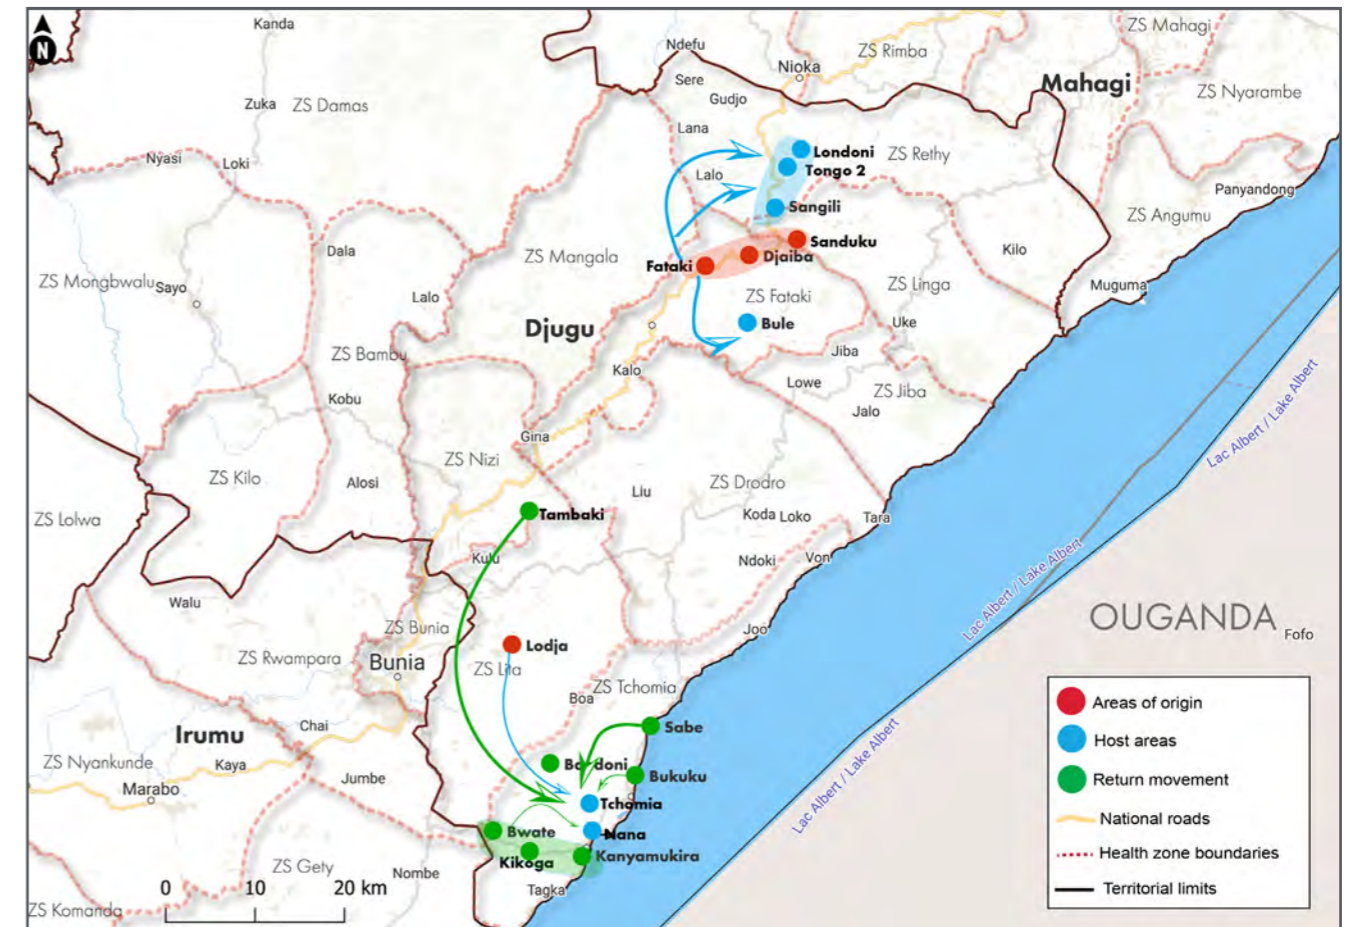 N
Kanda
ZS Mahagi
Ndefu
ZS Rimba
Nioka
Sere
Mahagi
ZS Nyarambe
Gudjo
Zuka
ZS Damas
Lana
Londoni
ZS Rethy
Nyasi
Loki
Tongo 2
Lalo
Panyandong
Sangili
ZS Angumu
Sanduku
Dala
ZS Mangala
Djaiba
Kilo
Fataki
ZS Mongbwalu
Sayo
ZS Linga
Muguma
Lalo
ZS Fataki
Djugu
Bule
Uke
ZS Bambu
Jiba
Kalo
Lowe
ZS Jiba
Kobu
Jalo
Lac Albert / Lake Albert
Gina
ZS Nizi
ZS Kilo
Alosi
ZS Drodro
Liu
ZS Lolwa
Tambaki
Koda
Loko
Tara
Kulu
Ndoki
Von
Lac Albert / Lake Albert
Walu
OUGANDA
ZS Bunia
Joo
Fofo
Lodja
ZS Rwampara
Bunia
ZS Lita
Boa
ZS Tchomia
Chai
Sabe
Irumu
ZS Nyankunde
Kaya
Jumbe
Bukuku
Lac Albert / Lake Albert
Marabo
Tchomia
Bwate
Nana
Kikoga
Kanyamukira
ZS Gety
Nombe
Tagka
ZS Komanda
0 10 20 km
Areas of origin
Host areas
Return movement
National roads
Health zone boundaries
Territorial limits